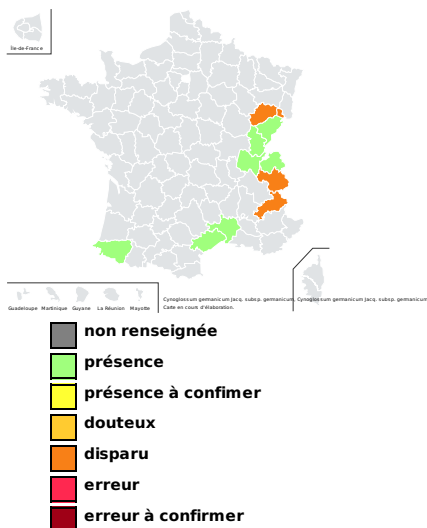 Île-de-France
Guadeloupe Martinique Guyane La Réunion Mayotte
Cynoglossum germanicum Jacq. subsp. germanicum, Cynoglossum germanicum Jacq. subsp. germanicum
Carte en cours d'élaboration.
non renseignée
présence
présence à confimer
douteux
disparu
erreur
erreur à confirmer